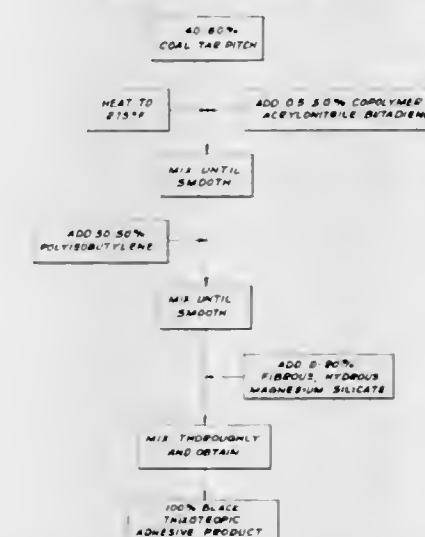 40 60%
COAL TAR PITCH
HEAT TO
275°F
ADD 0.5 5.0% COPOLYMER
ACRYLONITRILE BUTADIENE
MIX UNTIL
SMOOTH
ADD 30 50%
POLYISOBUTYLENE
MIX UNTIL
SMOOTH
ADD 0-20%
FIBROUS, HYDROUS
MAGNESIUM SILICATE
MIX THOROUGHLY
AND OBTAIN
100% BLACK
THIXOTROPIC
ADHESIVE PRODUCT